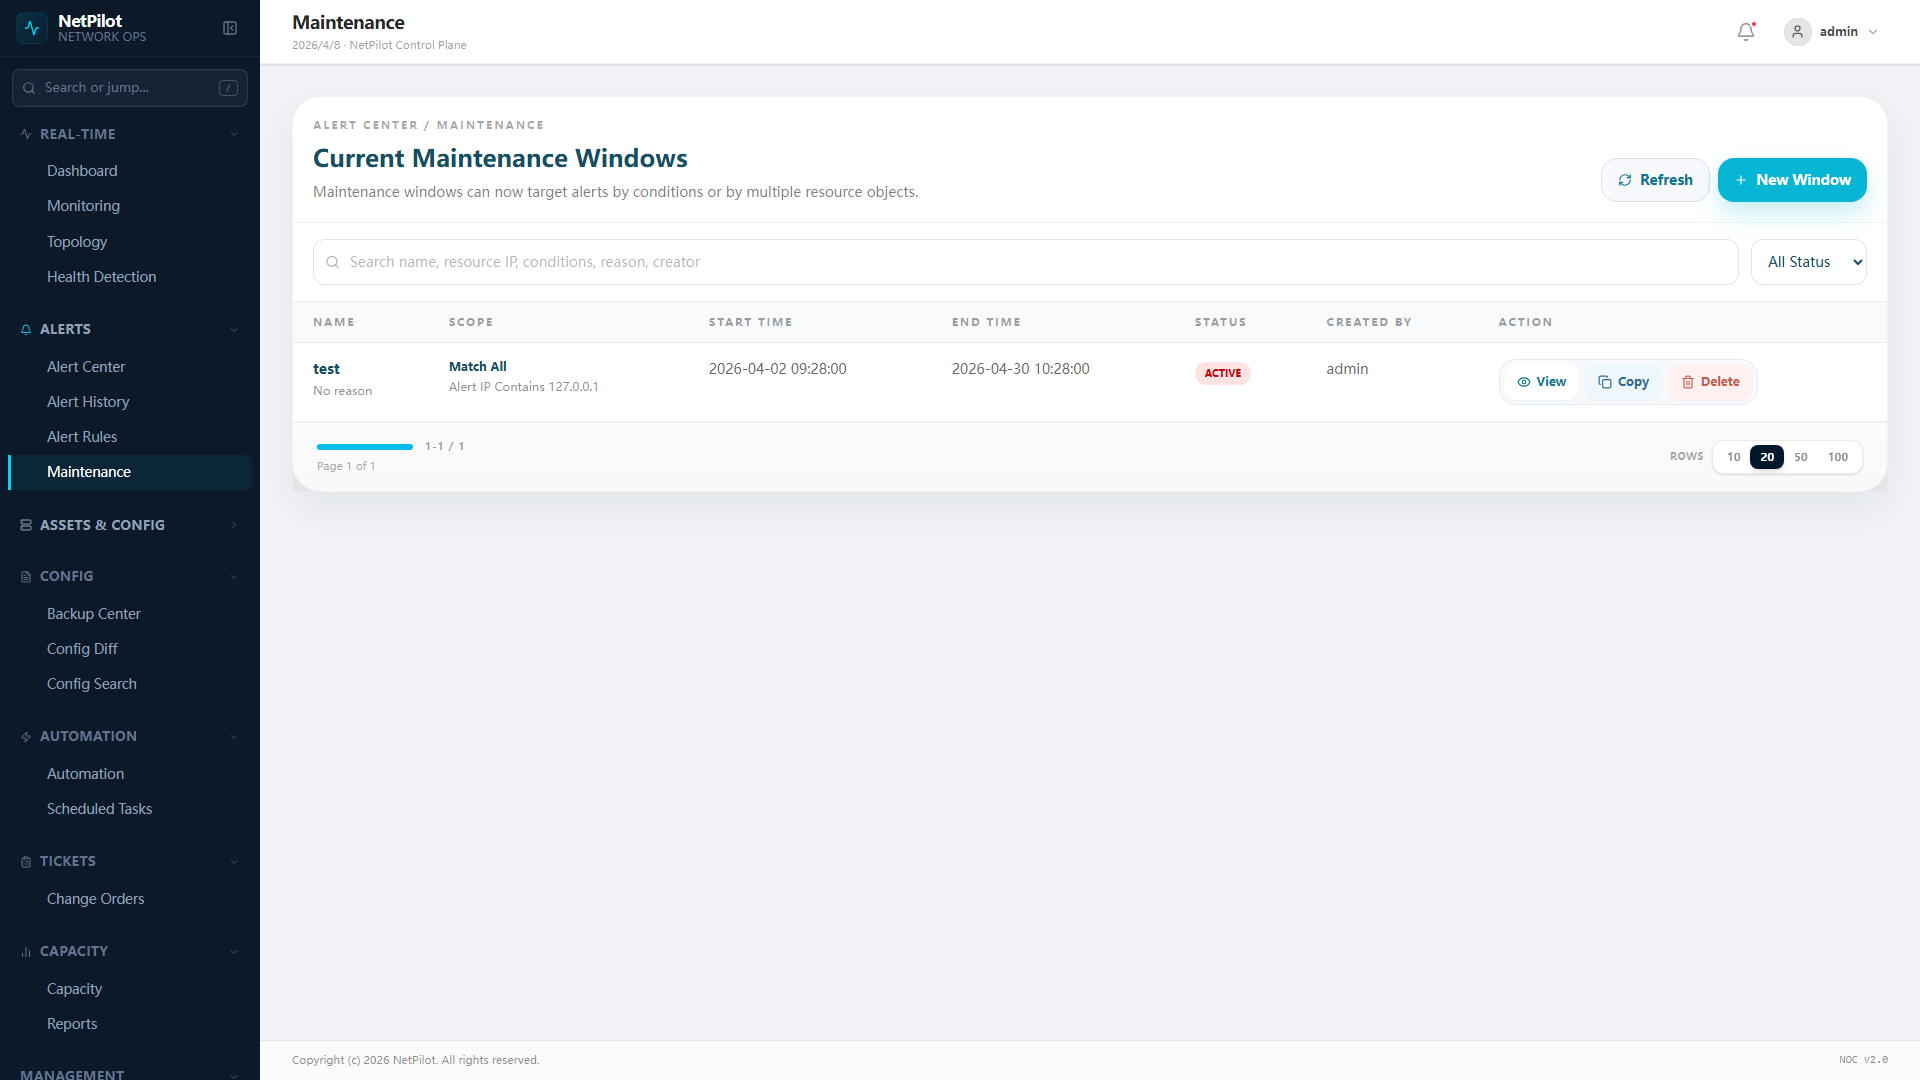 NetPilot
NETWORK OPS
Search or jump... /
REAL-TIME
Dashboard
Monitoring
Topology
Health Detection
ALERTS
Alert Center
Alert History
Alert Rules
Maintenance
ASSETS & CONFIG
CONFIG
Backup Center
Config Diff
Config Search
AUTOMATION
Automation
Scheduled Tasks
TICKETS
Change Orders
CAPACITY
Capacity
Reports
MANAGEMENT
Maintenance
2026/4/8 · NetPilot Control Plane
admin
ALERT CENTER / MAINTENANCE
Current Maintenance Windows
Maintenance windows can now target alerts by conditions or by multiple resource objects.
Refresh
+ New Window
Search name, resource IP, conditions, reason, creator
All Status
NAME SCOPE START TIME END TIME STATUS CREATED BY ACTION
test Match All 2026-04-02 09:28:00 2026-04-30 10:28:00 ACTIVE admin View Copy Delete
No reason Alert IP Contains 127.0.0.1
1-1 / 1
Page 1 of 1
ROWS 10 20 50 100
Copyright (c) 2026 NetPilot. All rights reserved.
NOC v2.0